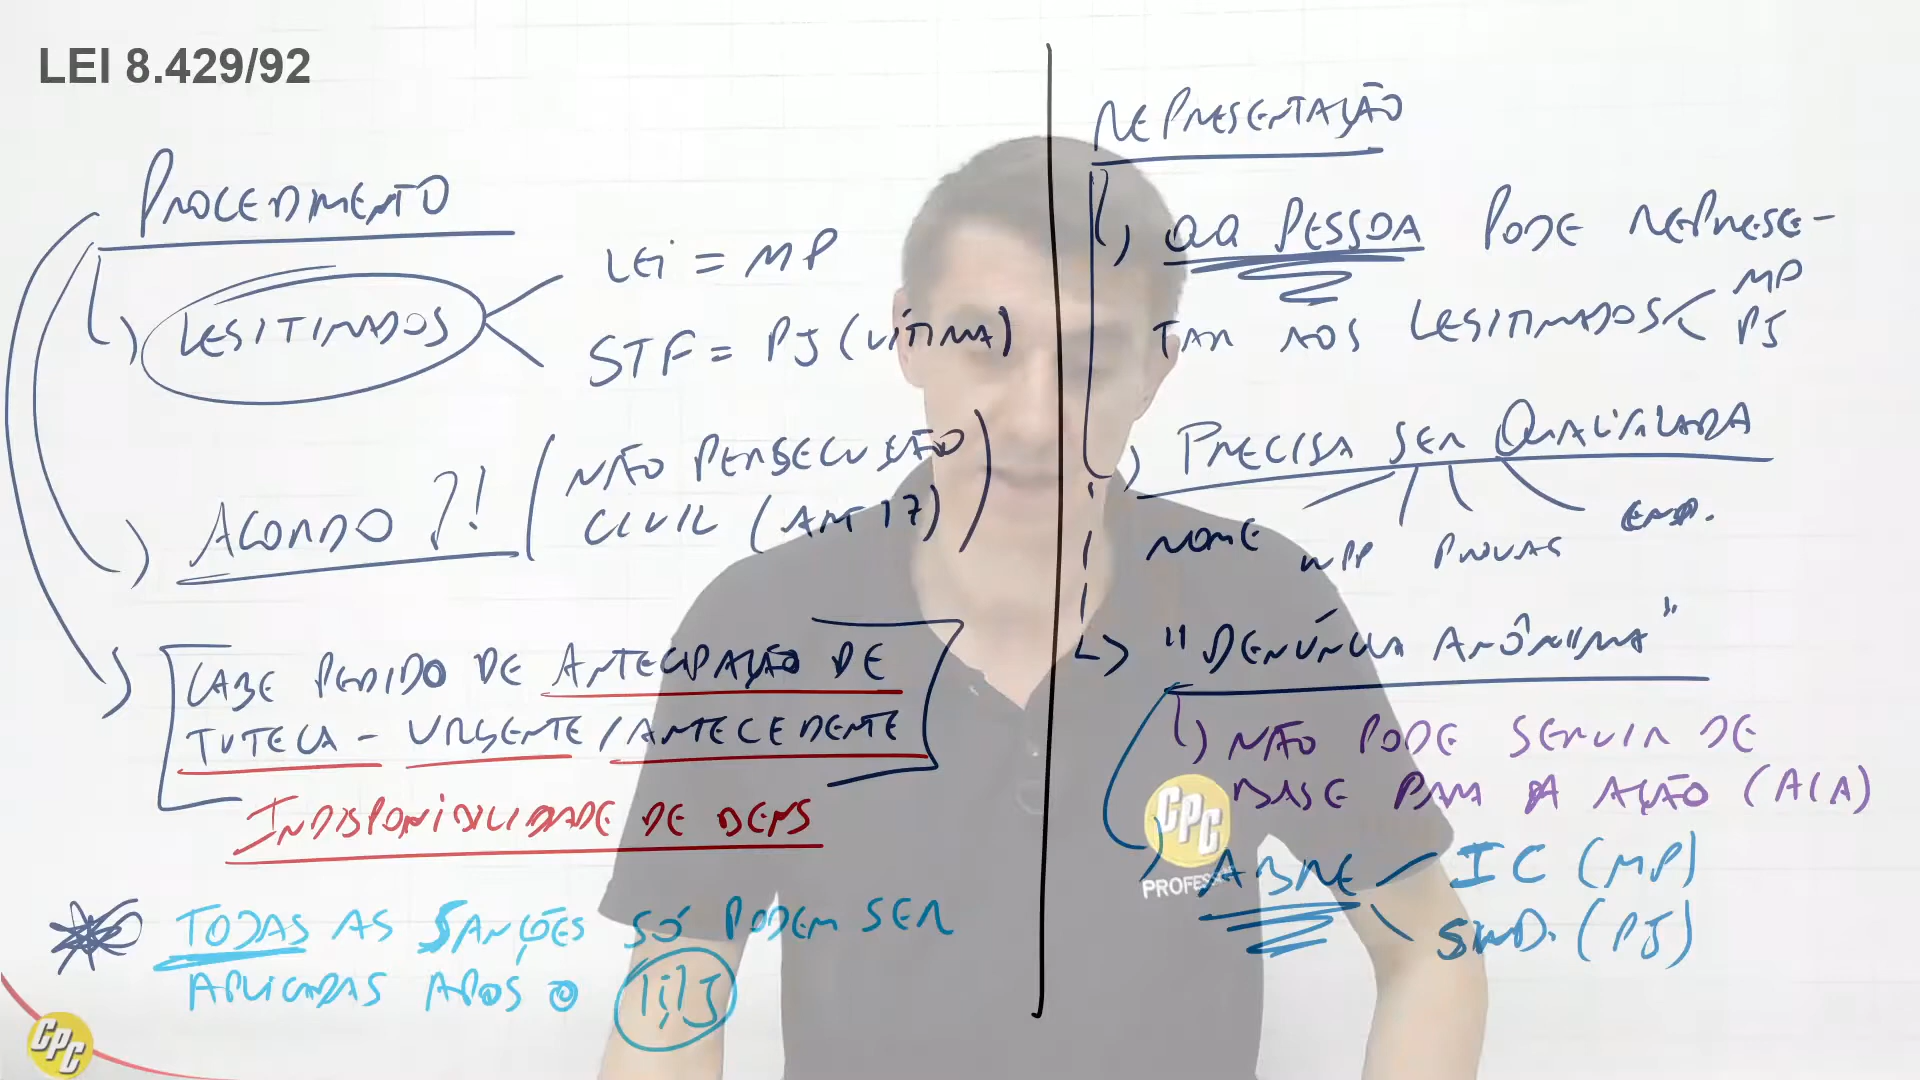 LEI 8.429/92
PROCEDIMENTO
LEGITIMADOS
LEI = MP
STF = PJ (VÍTIMA)
ACORDO ?! (NÃO PERSECUÇÃO
CIVIL (ART 17))
CABE PEDIDO DE ANTECIPAÇÃO DE
TUTELA - URGENTE / ANTECEDENTE
INDISPONIBILIDADE DE BENS
TODAS AS SANÇÕES SÓ PODEM SER
APLICADAS APÓS O
CPC
REPRESENTAÇÃO
QQ PESSOA PODE REPRESE-
TAR AOS LEGITIMADOS
MP
PJ
PRECISA SER QUALIFICADA
NOME
PROVAS
END.
"DENÚNCIA ANÔNIMA"
NÃO PODE SERVIR DE
BASE PARA A AÇÃO (AIA)
ABRE
IC (MP)
SIND. (PJ)
CPC